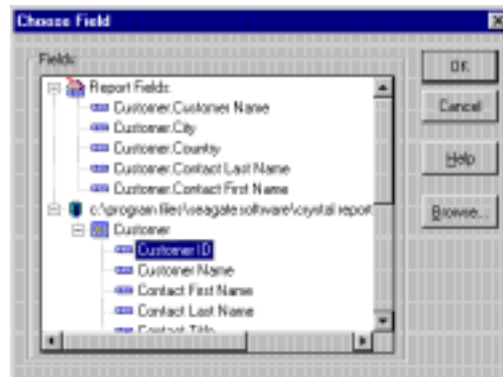 Choose Field
Fields:
Report Fields:
Customer.Customer Name
Customer.City
Customer.Country
Customer.Contact Last Name
Customer.Contact First Name
c:\program files\seagate software\crystal report
Customer
Customer ID
Customer Name
Contact First Name
Contact Last Name
Contact Title
OK
Cancel
Help
Browse...